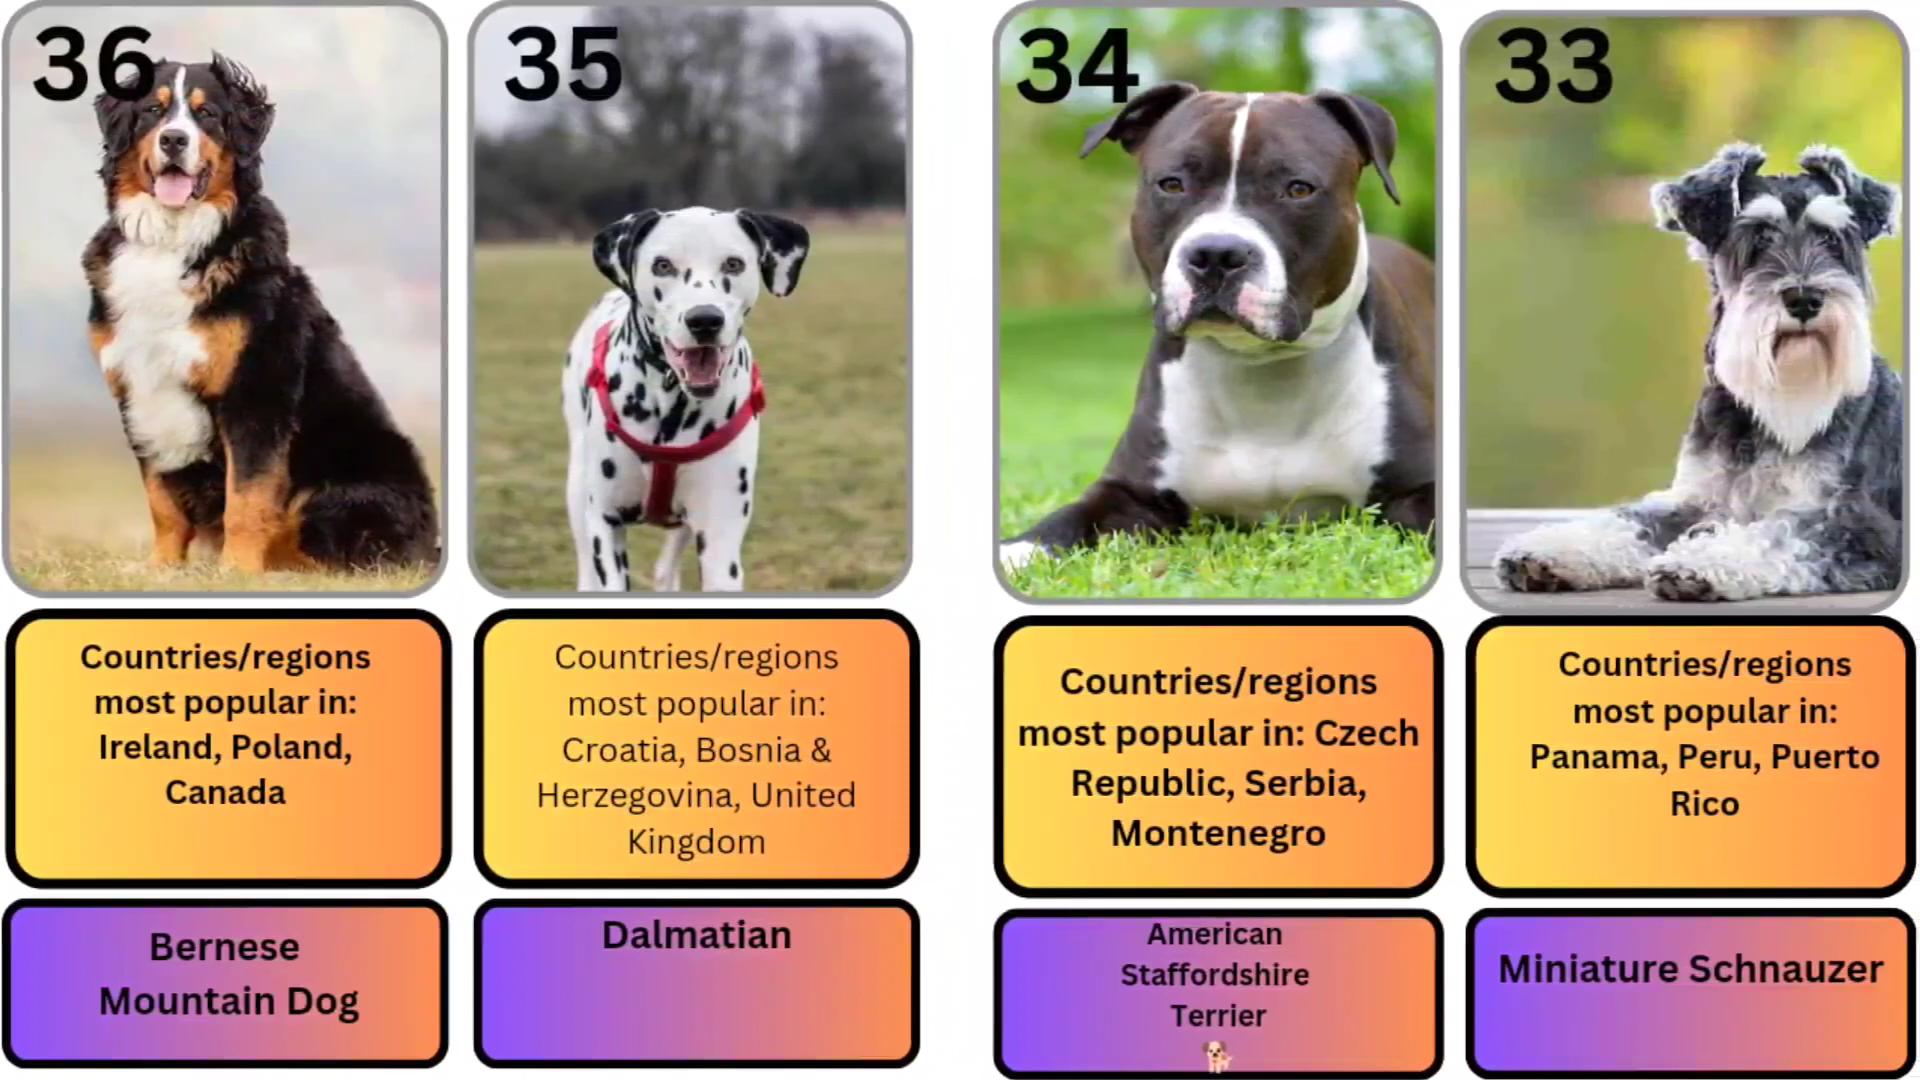 36
35
34
33
Countries/regions
most popular in:
Ireland, Poland,
Canada
Countries/regions
most popular in:
Croatia, Bosnia &
Herzegovina, United
Kingdom
Countries/regions
most popular in: Czech
Republic, Serbia,
Montenegro
Countries/regions
most popular in:
Panama, Peru, Puerto
Rico
Bernese
Mountain Dog
Dalmatian
American
Staffordshire
Terrier
🐕
Miniature Schnauzer